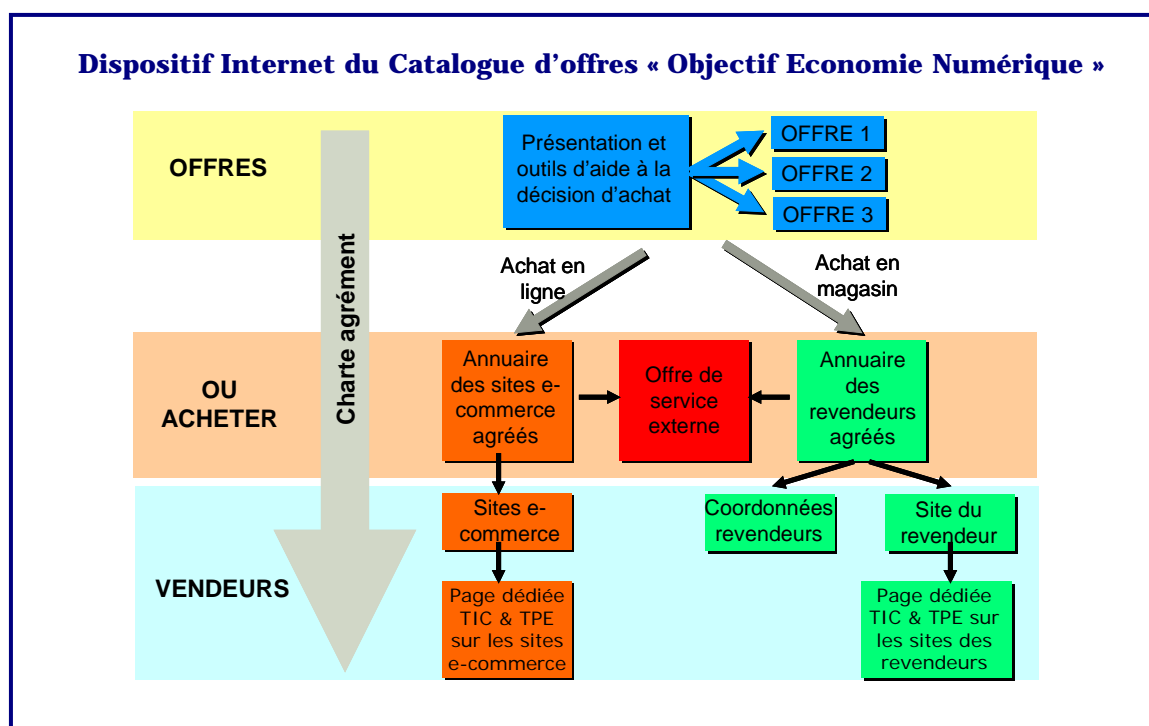 Dispositif Internet du Catalogue d’offres « Objectif Economie Numérique »
OFFRES
Présentation et
outils d’aide à la
décision d’achat
OFFRE 1
OFFRE 2
OFFRE 3
Charte agrément
Achat en
ligne
Achat en
magasin
OU
ACHETER
Annuaire
des sites e-
commerce
agréés
Offre de
service
externe
Annuaire
des
revendeurs
agréés
VENDEURS
Sites e-
commerce
Coordonnées
revendeurs
Site du
revendeur
Page dédiée
TIC & TPE
sur les sites
e-commerce
Page dédiée
TIC & TPE sur
les sites des
revendeurs